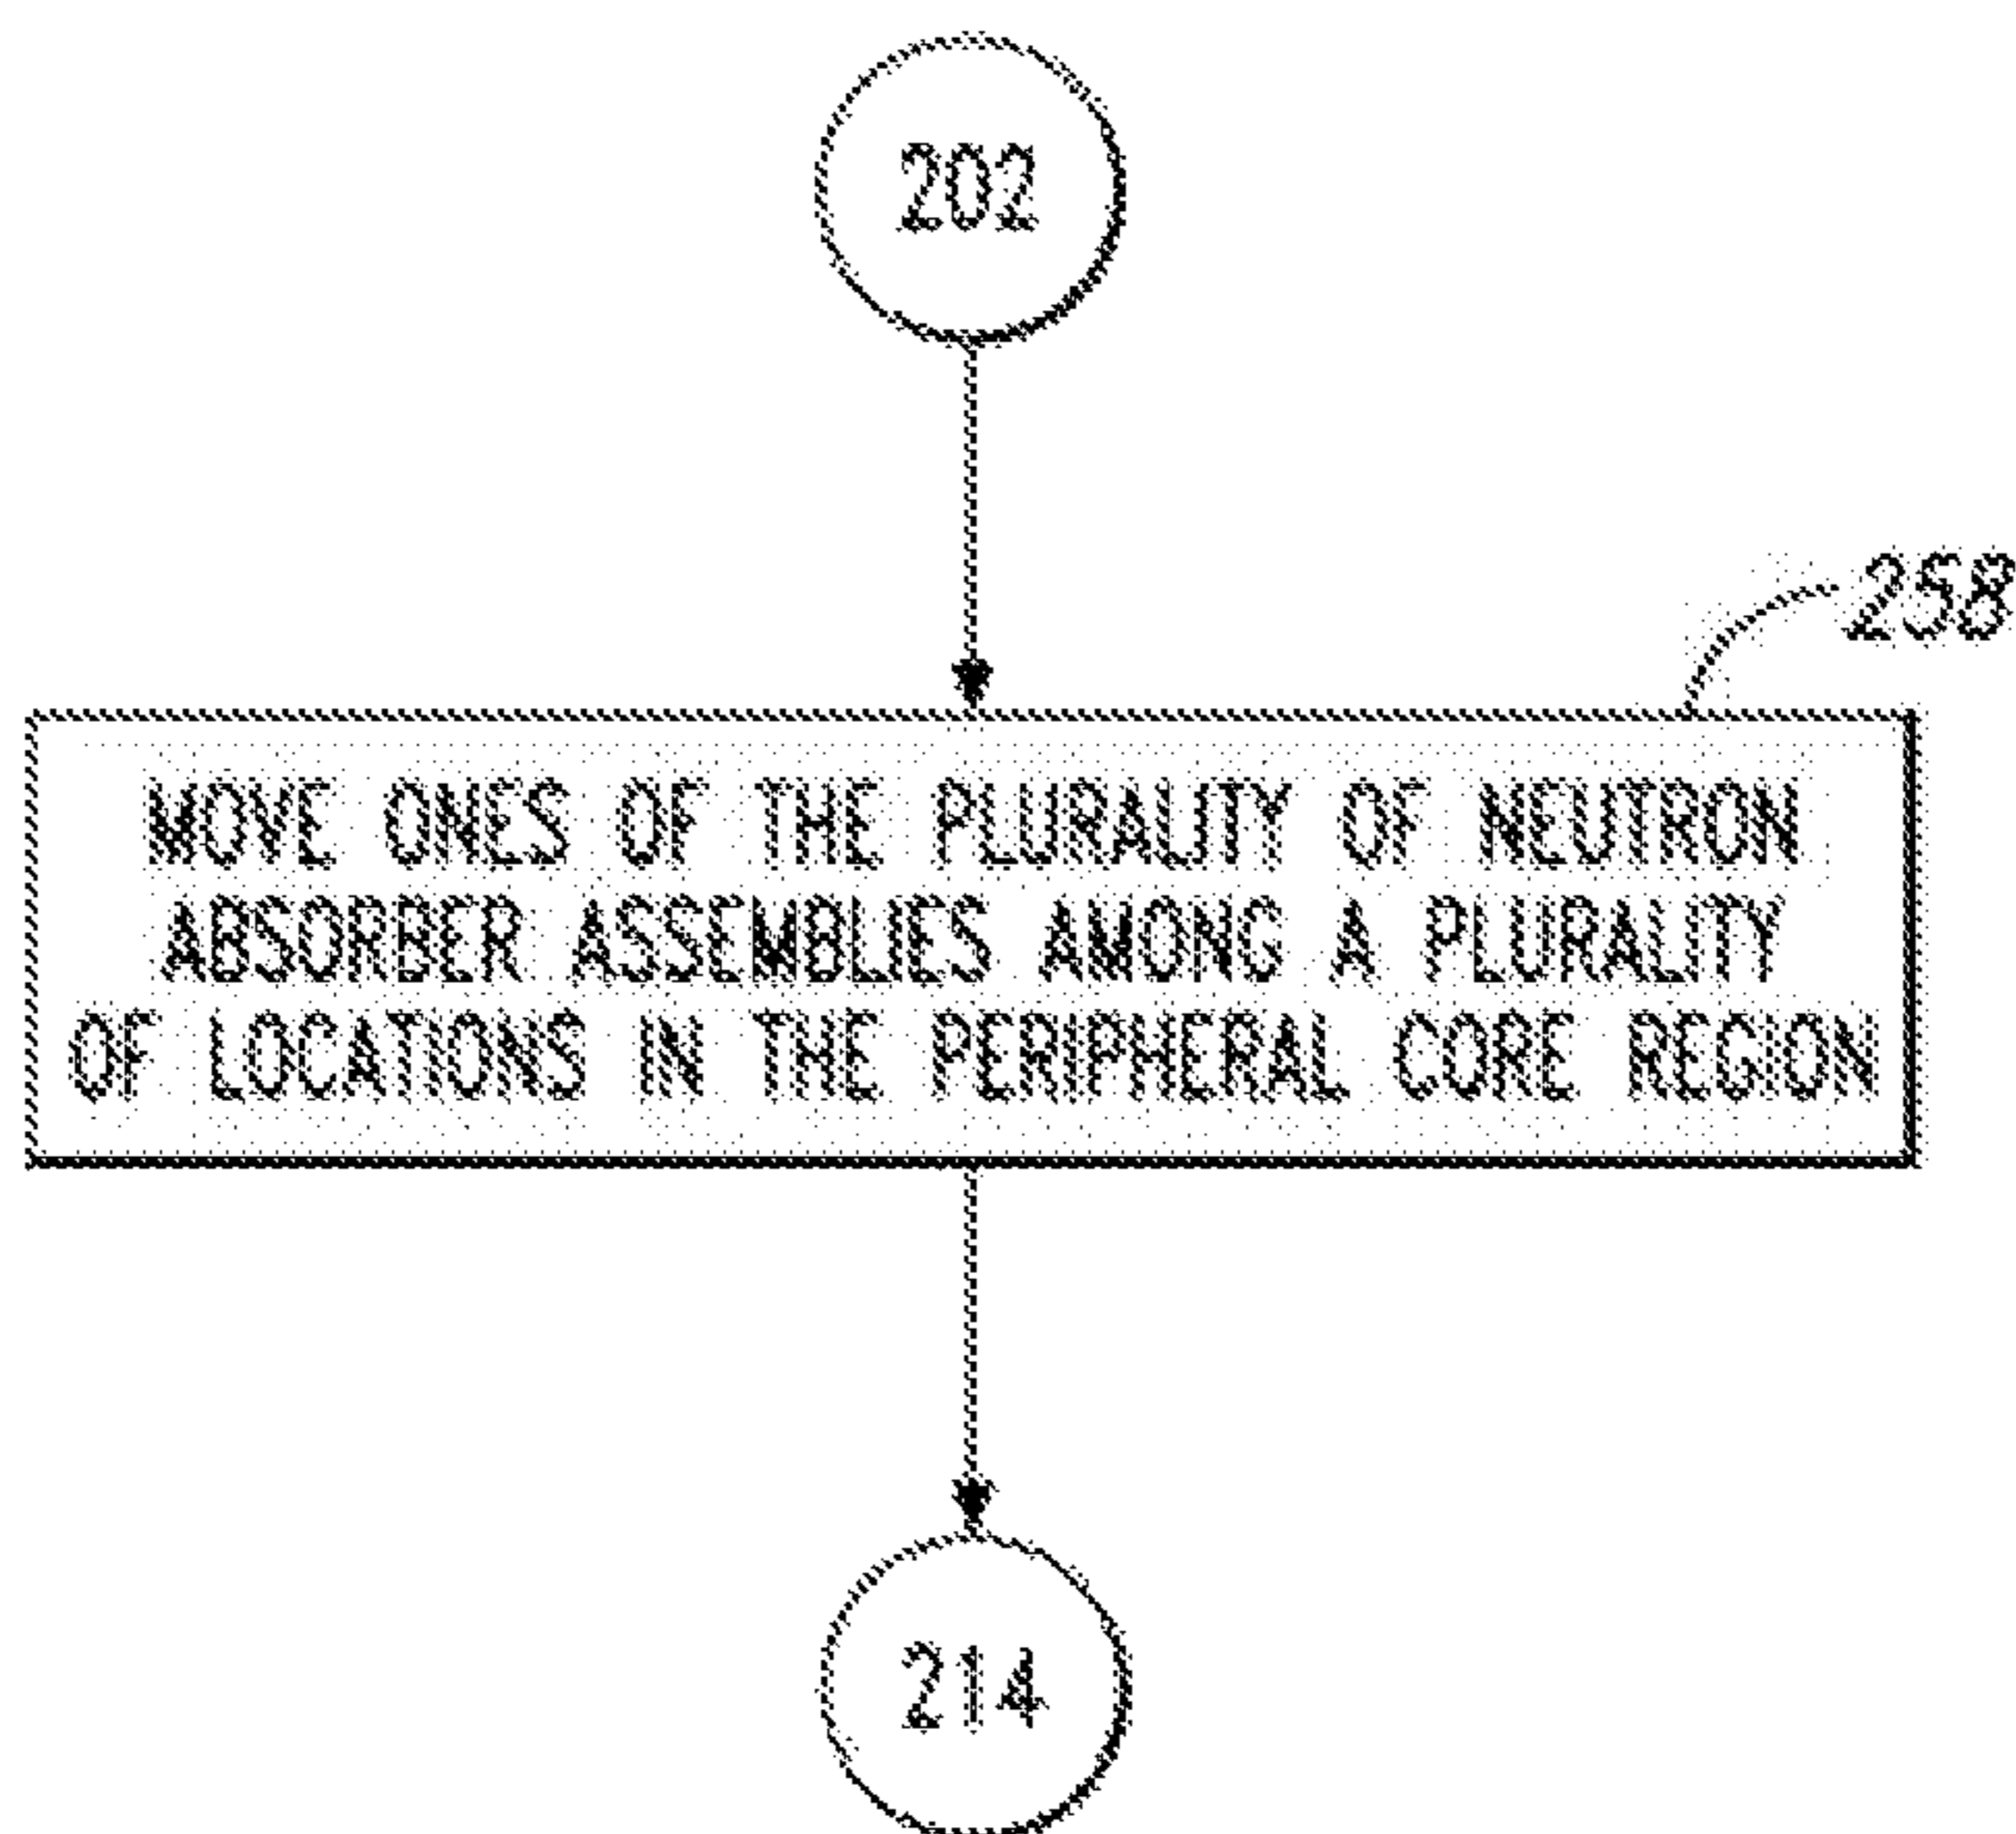 202
258
MOVE ONES OF THE PLURALITY OF NEUTRON
ABSORBER ASSEMBLIES AMONG A PLURALITY
OF LOCATIONS IN THE PERIPHERAL CORE REGION
214